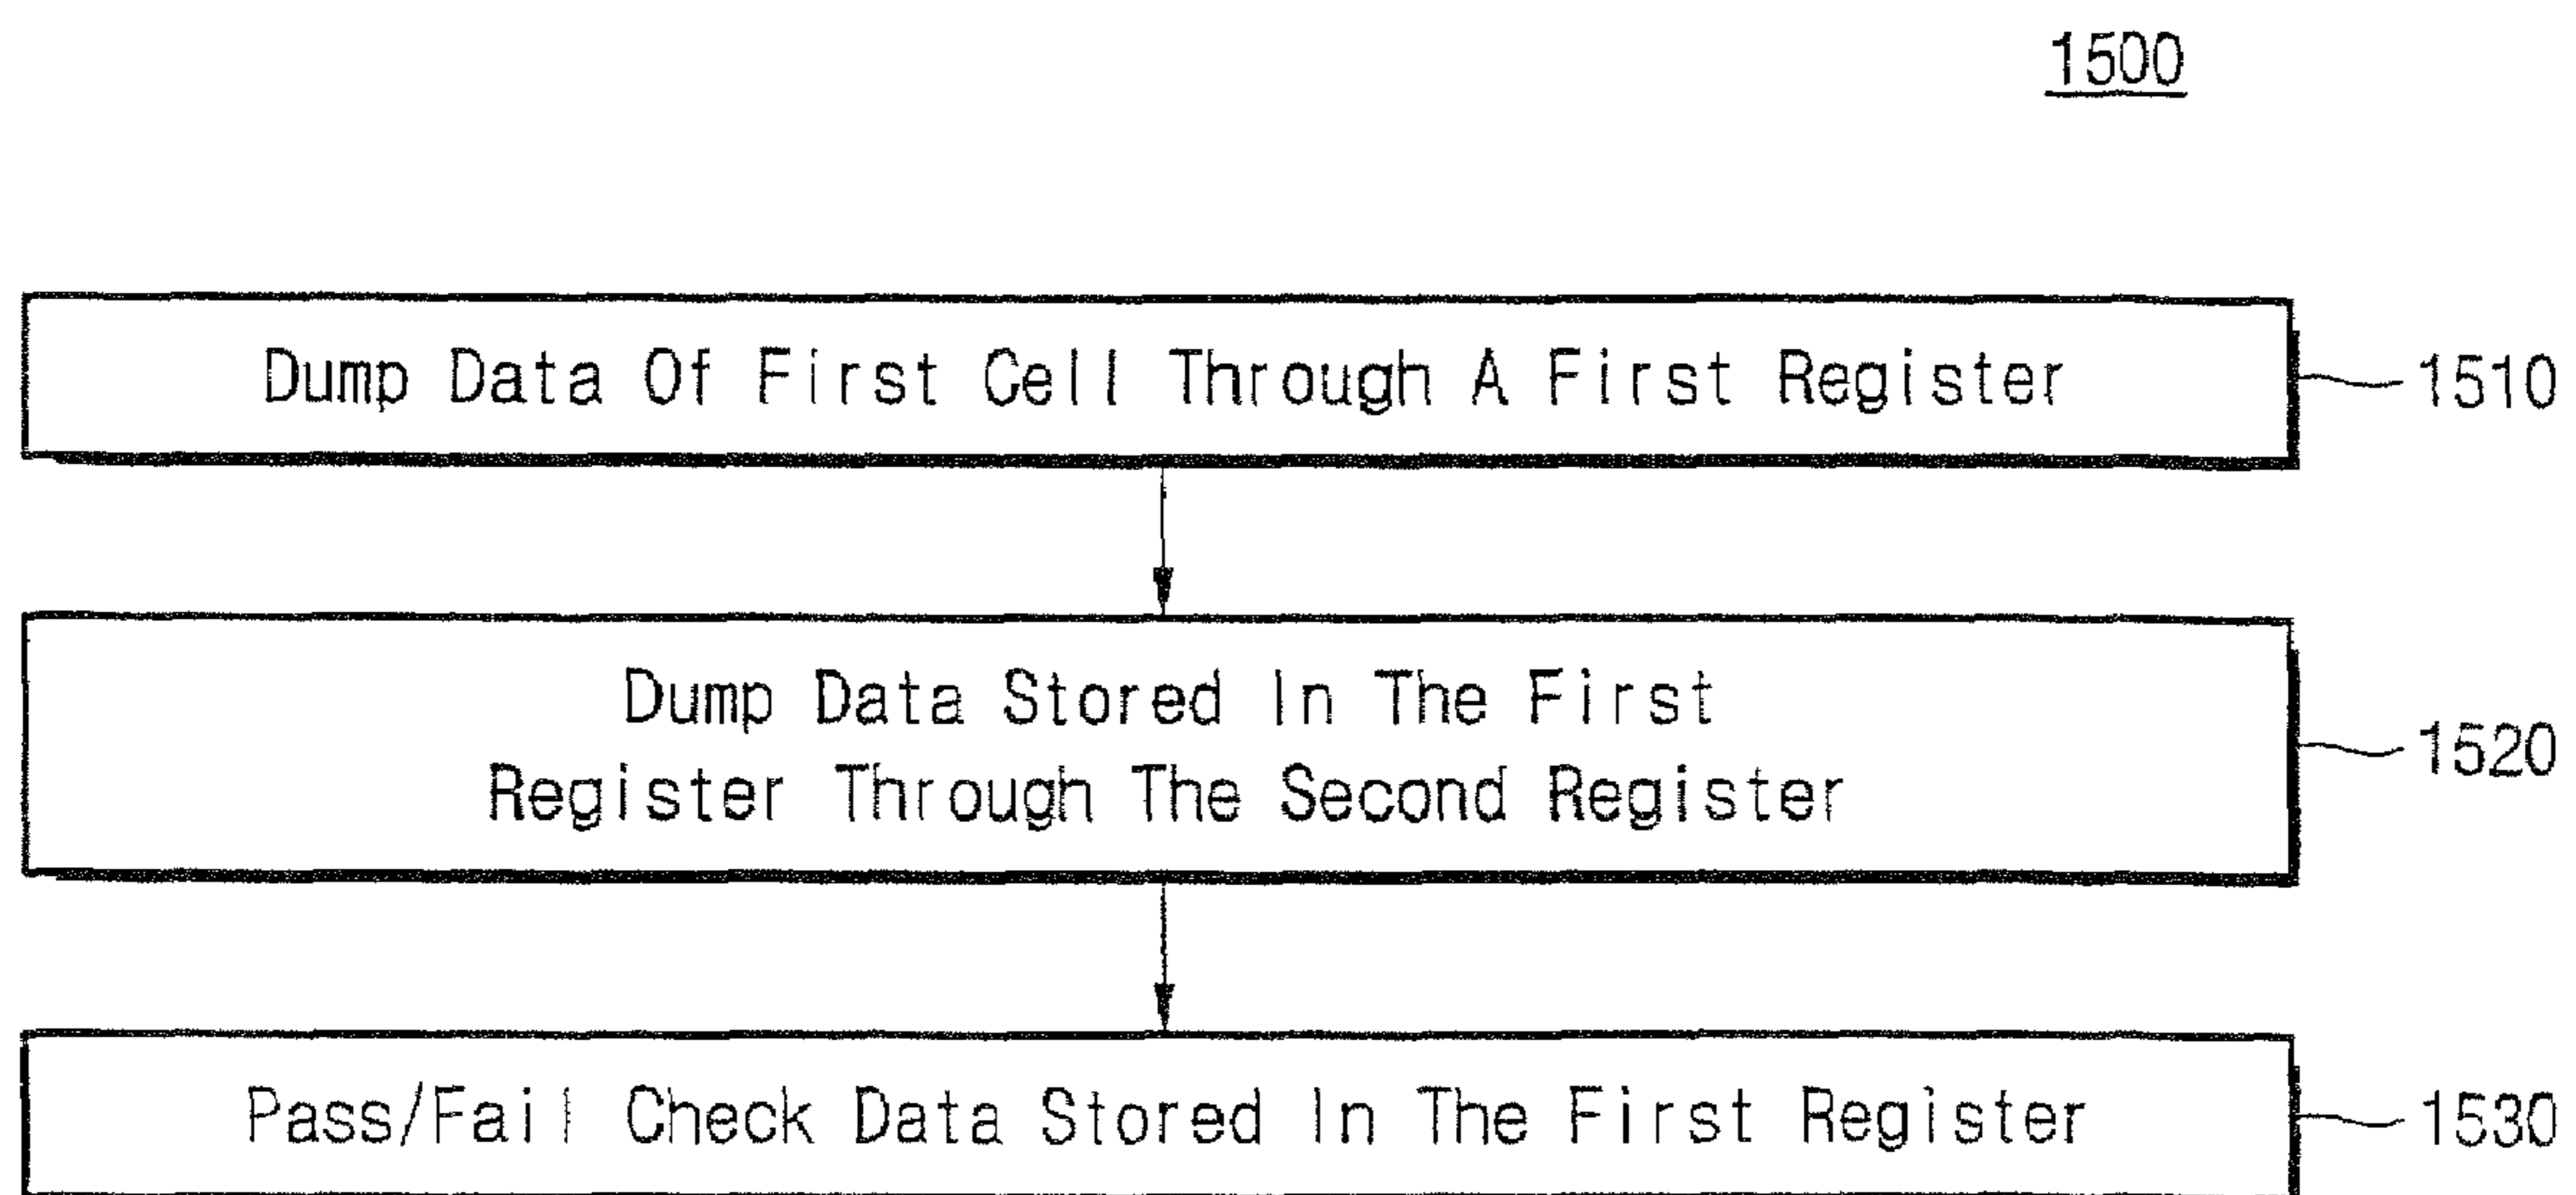 1500
Dump Data Of First Cell Through A First Register
1510
Dump Data Stored In The First
Register Through The Second Register
1520
Pass/Fail Check Data Stored In The First Register
1530